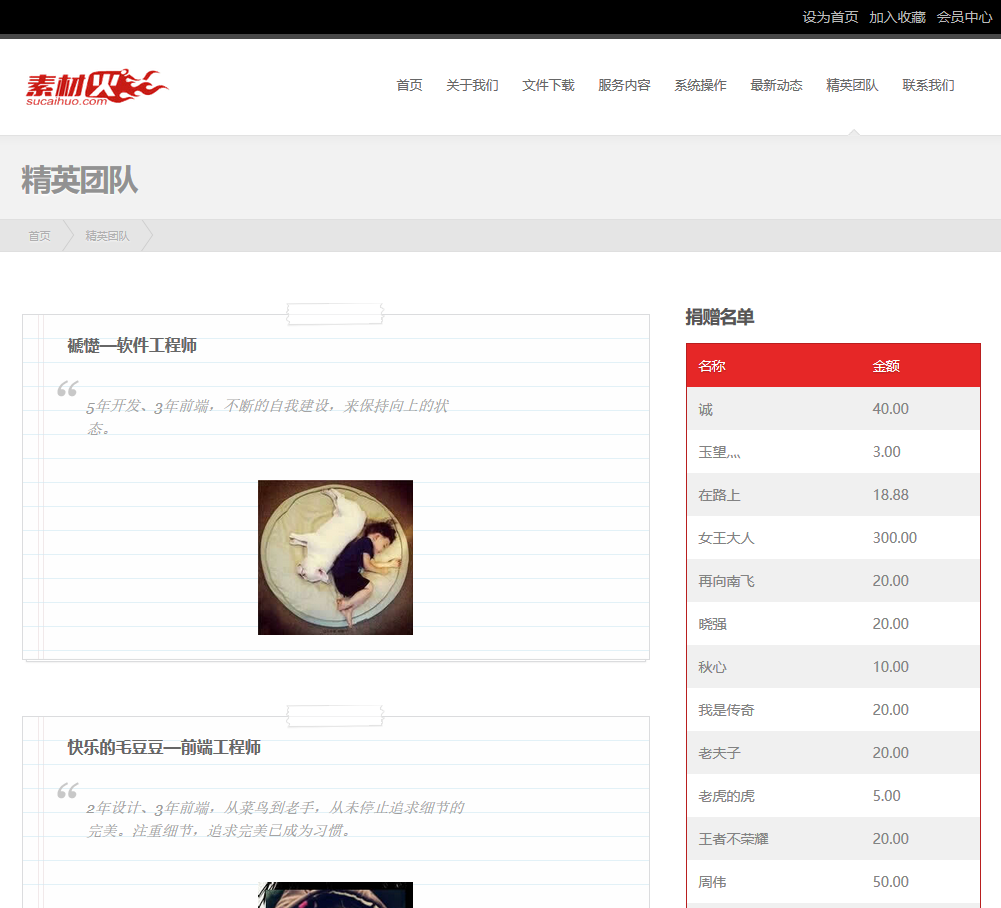 设为首页 加入收藏 会员中心
素材火
sucaihuo.com
首页 关于我们 文件下载 服务内容 系统操作 最新动态 精英团队 联系我们
精英团队
首页 精英团队
褫憷—软件工程师
“
5年开发、3年前端，不断的自我建设，来保持向上的状
态。
快乐的毛豆豆—前端工程师
“
2年设计、3年前端，从菜鸟到老手，从未停止追求细节的
完美。注重细节，追求完美已成为习惯。
捐赠名单
名称 金额
诚 40.00
玉望灬 3.00
在路上 18.88
女王大人 300.00
再向南飞 20.00
晓强 20.00
秋心 10.00
我是传奇 20.00
老夫子 20.00
老虎的虎 5.00
王者不荣耀 20.00
周伟 50.00